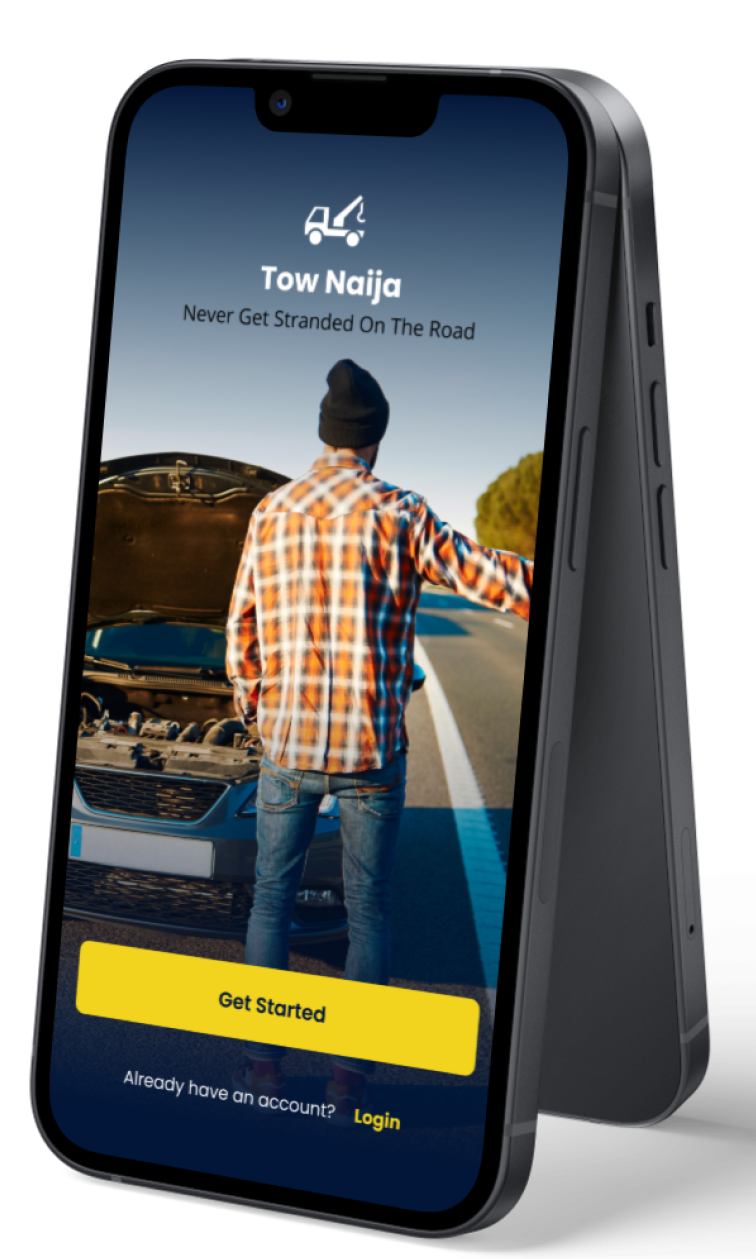 Tow Naija
Never Get Stranded On The Road
Get Started
Already have an account? Login